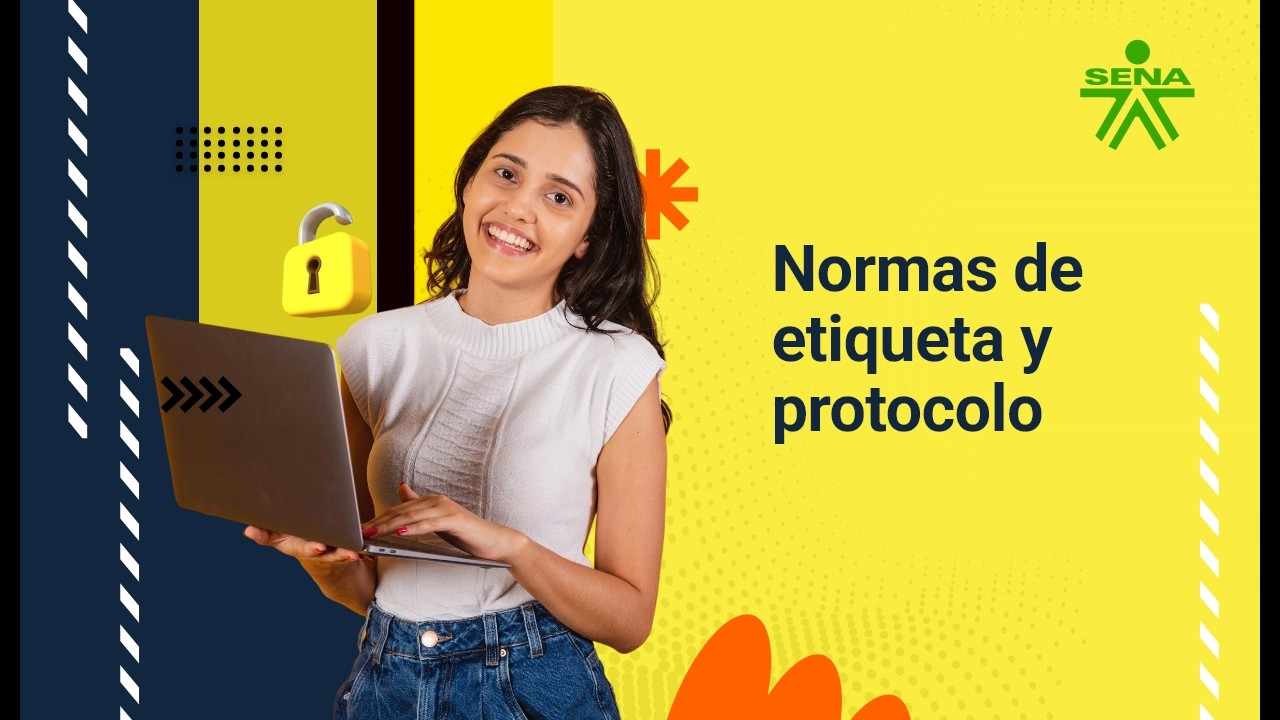 SENA
Normas de
etiqueta y
protocolo